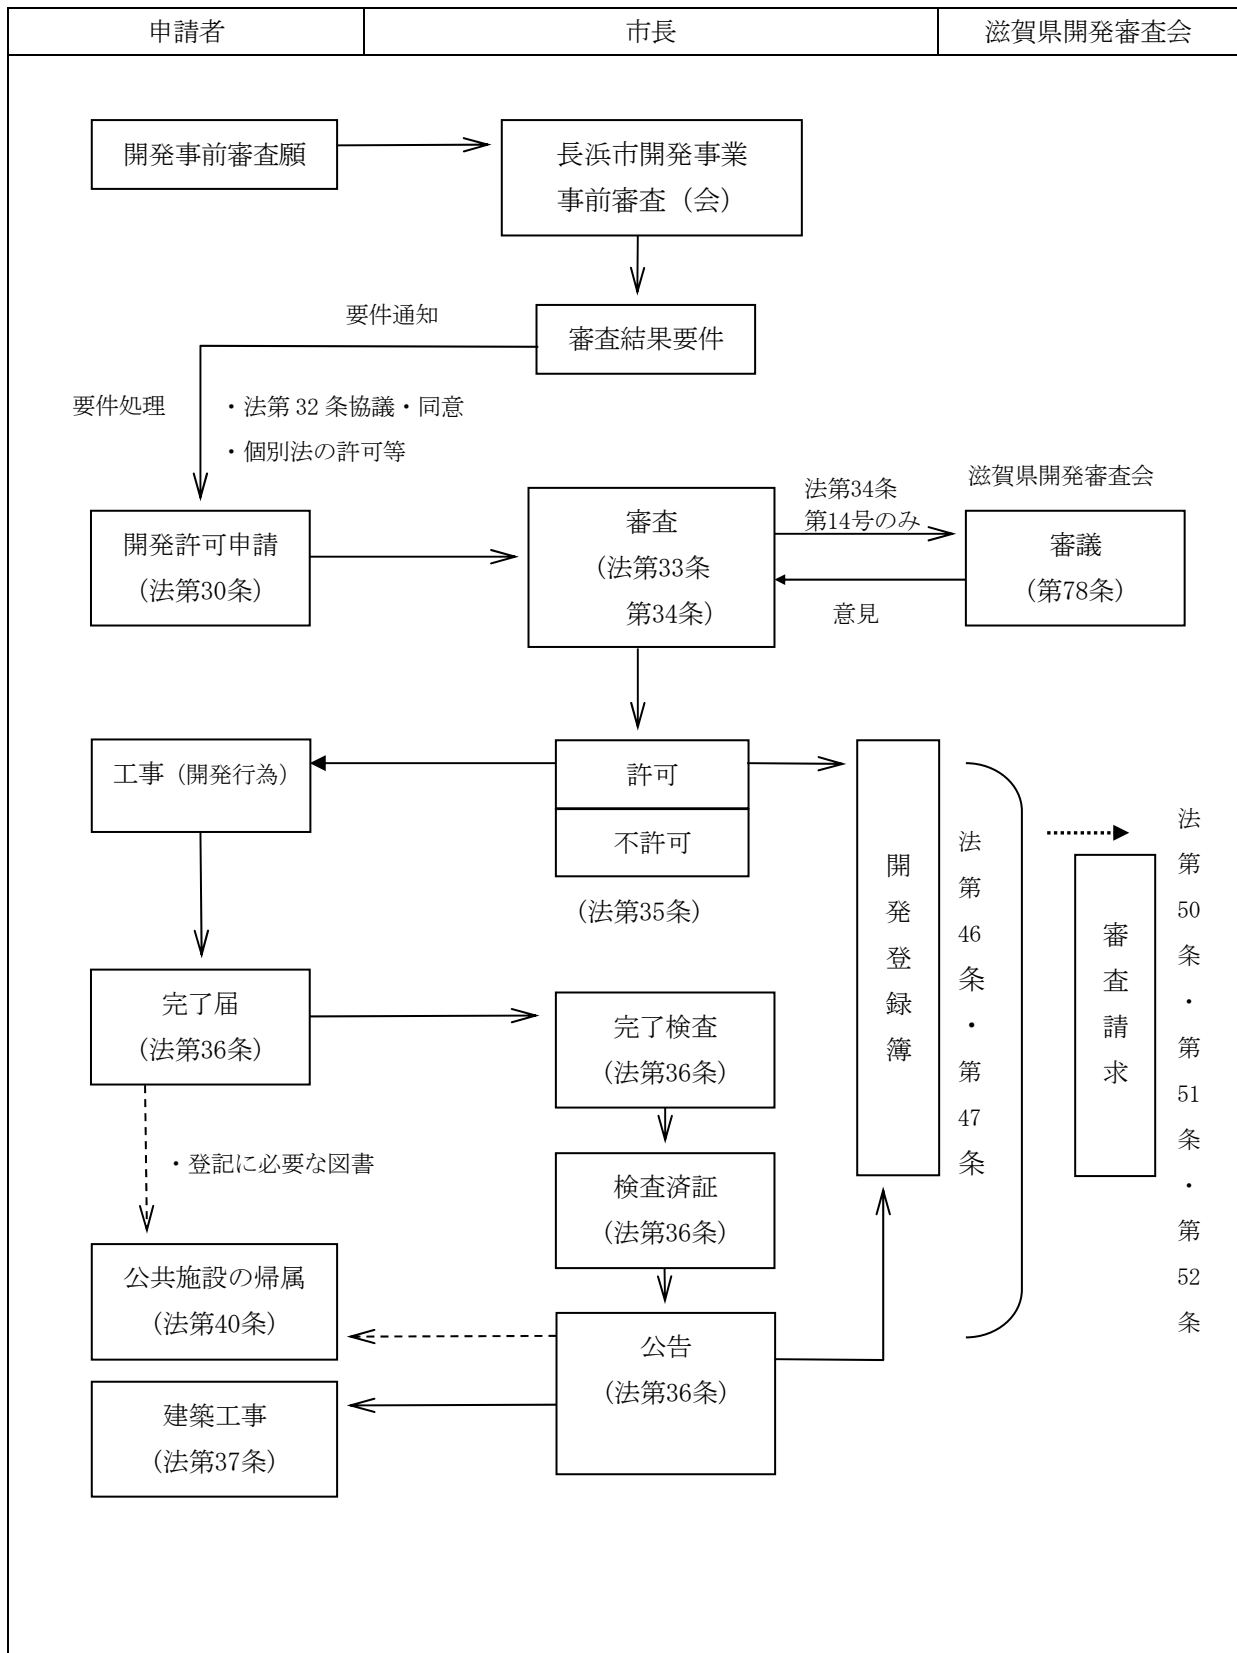 申請者
市長
滋賀県開発審査会
開発事前審査願
長浜市開発事業
事前審査（会）
要件通知
審査結果要件
要件処理
・法第 32 条協議・同意
・個別法の許可等
開発許可申請
（法第30条）
審査
（法第33条
第34条）
法第34条
第14号のみ
意見
滋賀県開発審査会
審議
（第78条）
工事（開発行為）
許可
不許可
（法第35条）
開発登録簿
法第46条・第47条
審査請求
法第50条・第51条・第52条
完了届
（法第36条）
完了検査
（法第36条）
・登記に必要な図書
検査済証
（法第36条）
公共施設の帰属
（法第40条）
公告
（法第36条）
建築工事
（法第37条）